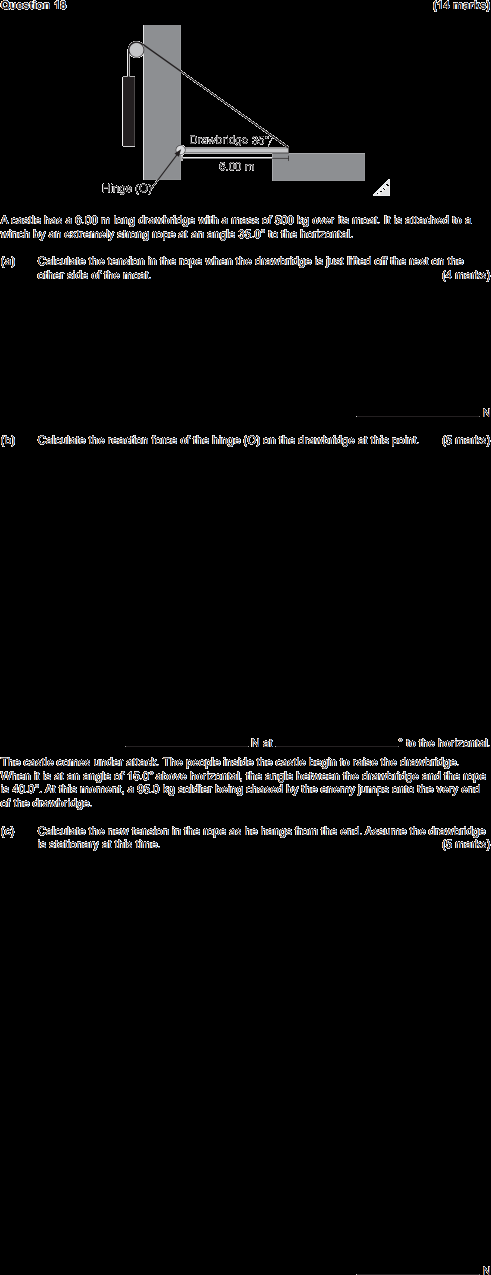 Question 18 (14 marks)
Drawbridge 35°
6.00 m
Hinge (O)
A castle has a 6.00 m long drawbridge with a mass of 500 kg over its moat. It is attached to a
winch by an extremely strong rope at an angle 35.0° to the horizontal.
(a) Calculate the tension in the rope when the drawbridge is just lifted off the rest on the
other side of the moat. (4 marks)
N
(b) Calculate the reaction force of the hinge (O) on the drawbridge at this point. (5 marks)
N at ° to the horizontal.
The castle comes under attack. The people inside the castle begin to raise the drawbridge.
When it is at an angle of 15.0° above horizontal, the angle between the drawbridge and the rope
is 40.0°. At this moment, a 95.0 kg soldier being chased by the enemy jumps onto the very end
of the drawbridge.
(c) Calculate the new tension in the rope as he hangs from the end. Assume the drawbridge
is stationary at this time. (5 marks)
N